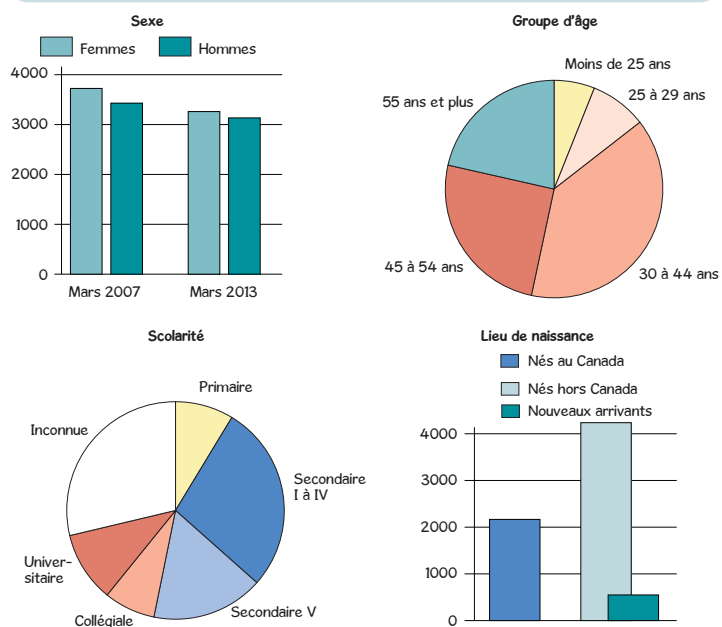 Sexe
Femmes
Hommes
4000
3000
2000
1000
0
Mars 2007
Mars 2013
Groupe d'âge
Moins de 25 ans
25 à 29 ans
55 ans et plus
45 à 54 ans
30 à 44 ans
Scolarité
Primaire
Inconnue
Secondaire
I à IV
Univer-
sitaire
Collégiale
Secondaire V
Lieu de naissance
Nés au Canada
Nés hors Canada
Nouveaux arrivants
4000
3000
2000
1000
0